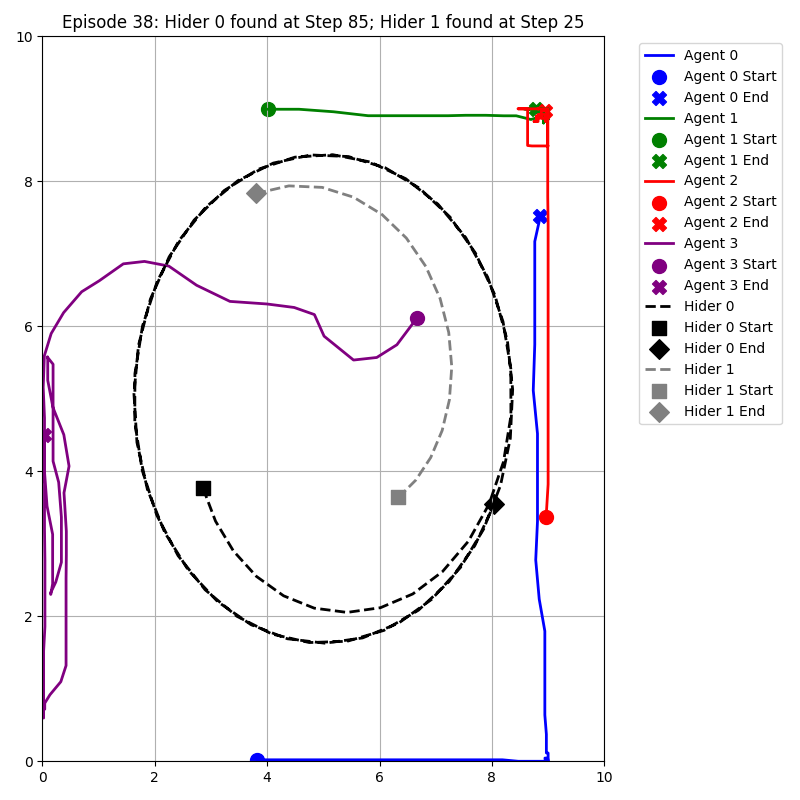 Episode 38: Hider 0 found at Step 85; Hider 1 found at Step 25
10
8
6
4
2
0
0
2
4
6
8
10
Agent 0
Agent 0 Start
Agent 0 End
Agent 1
Agent 1 Start
Agent 1 End
Agent 2
Agent 2 Start
Agent 2 End
Agent 3
Agent 3 Start
Agent 3 End
Hider 0
Hider 0 Start
Hider 0 End
Hider 1
Hider 1 Start
Hider 1 End